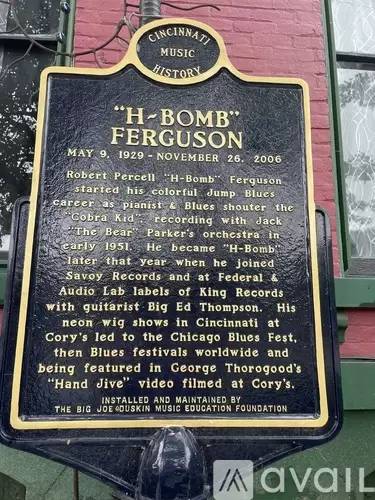 CINCINNATI
MUSIC
HISTORY
"H-BOMB"
FERGUSON
MAY 9, 1929 - NOVEMBER 26, 2006
Robert Percell "H-Bomb" Ferguson
started his colorful Jump Blues
career as pianist & Blues shouter the
"Cobra Kid", recording with Jack
"The Bear" Parker's orchestra in
early 1951. He became "H-Bomb"
later that year when he joined
Savoy Records and at Federal &
Audio Lab labels of King Records
with guitarist Big Ed Thompson. His
neon wig shows in Cincinnati at
Cory's led to the Chicago Blues Fest,
then Blues festivals worldwide and
being featured in George Thorogood's
"Hand Jive" video filmed at Cory's.
INSTALLED AND MAINTAINED BY
THE BIG JOE DUSKIN MUSIC EDUCATION FOUNDATION
avail